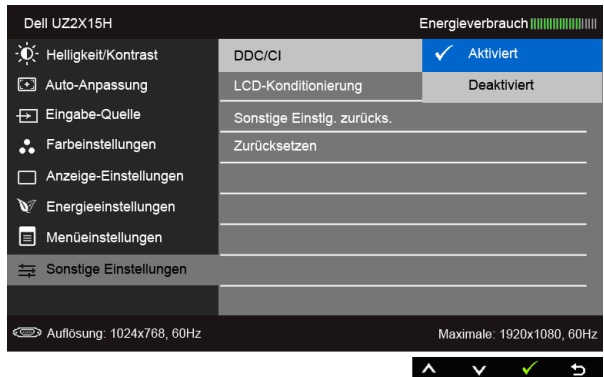 Dell UZ2X15H Energieverbrauch
Helligkeit/Kontrast DDC/CI Aktiviert
Auto-Anpassung LCD-Konditionierung Deaktiviert
Eingabe-Quelle Sonstige Einstlg. zurücks.
Farbeinstellungen Zurücksetzen
Anzeige-Einstellungen
Energieeinstellungen
Menüeinstellungen
Sonstige Einstellungen
Auflösung: 1024x768, 60Hz Maximale: 1920x1080, 60Hz